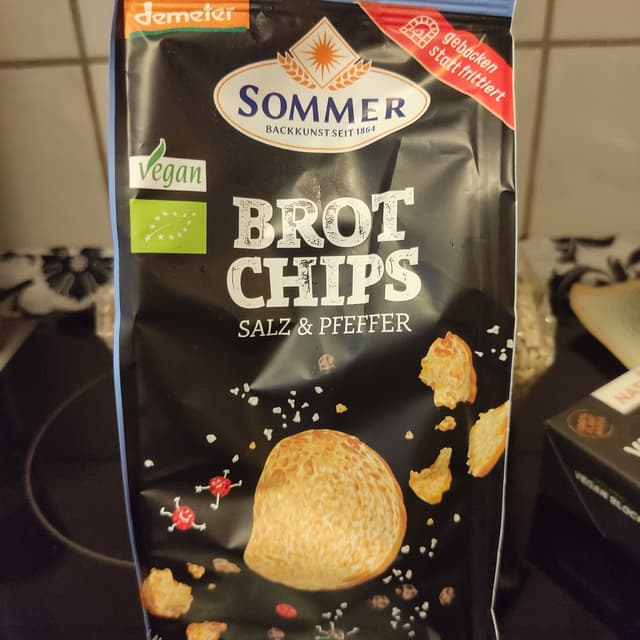 demeter
gebacken
statt frittiert
SOMMER
BACKKUNST SEIT 1864
Vegan
BROT
CHIPS
SALZ & PFEFFER